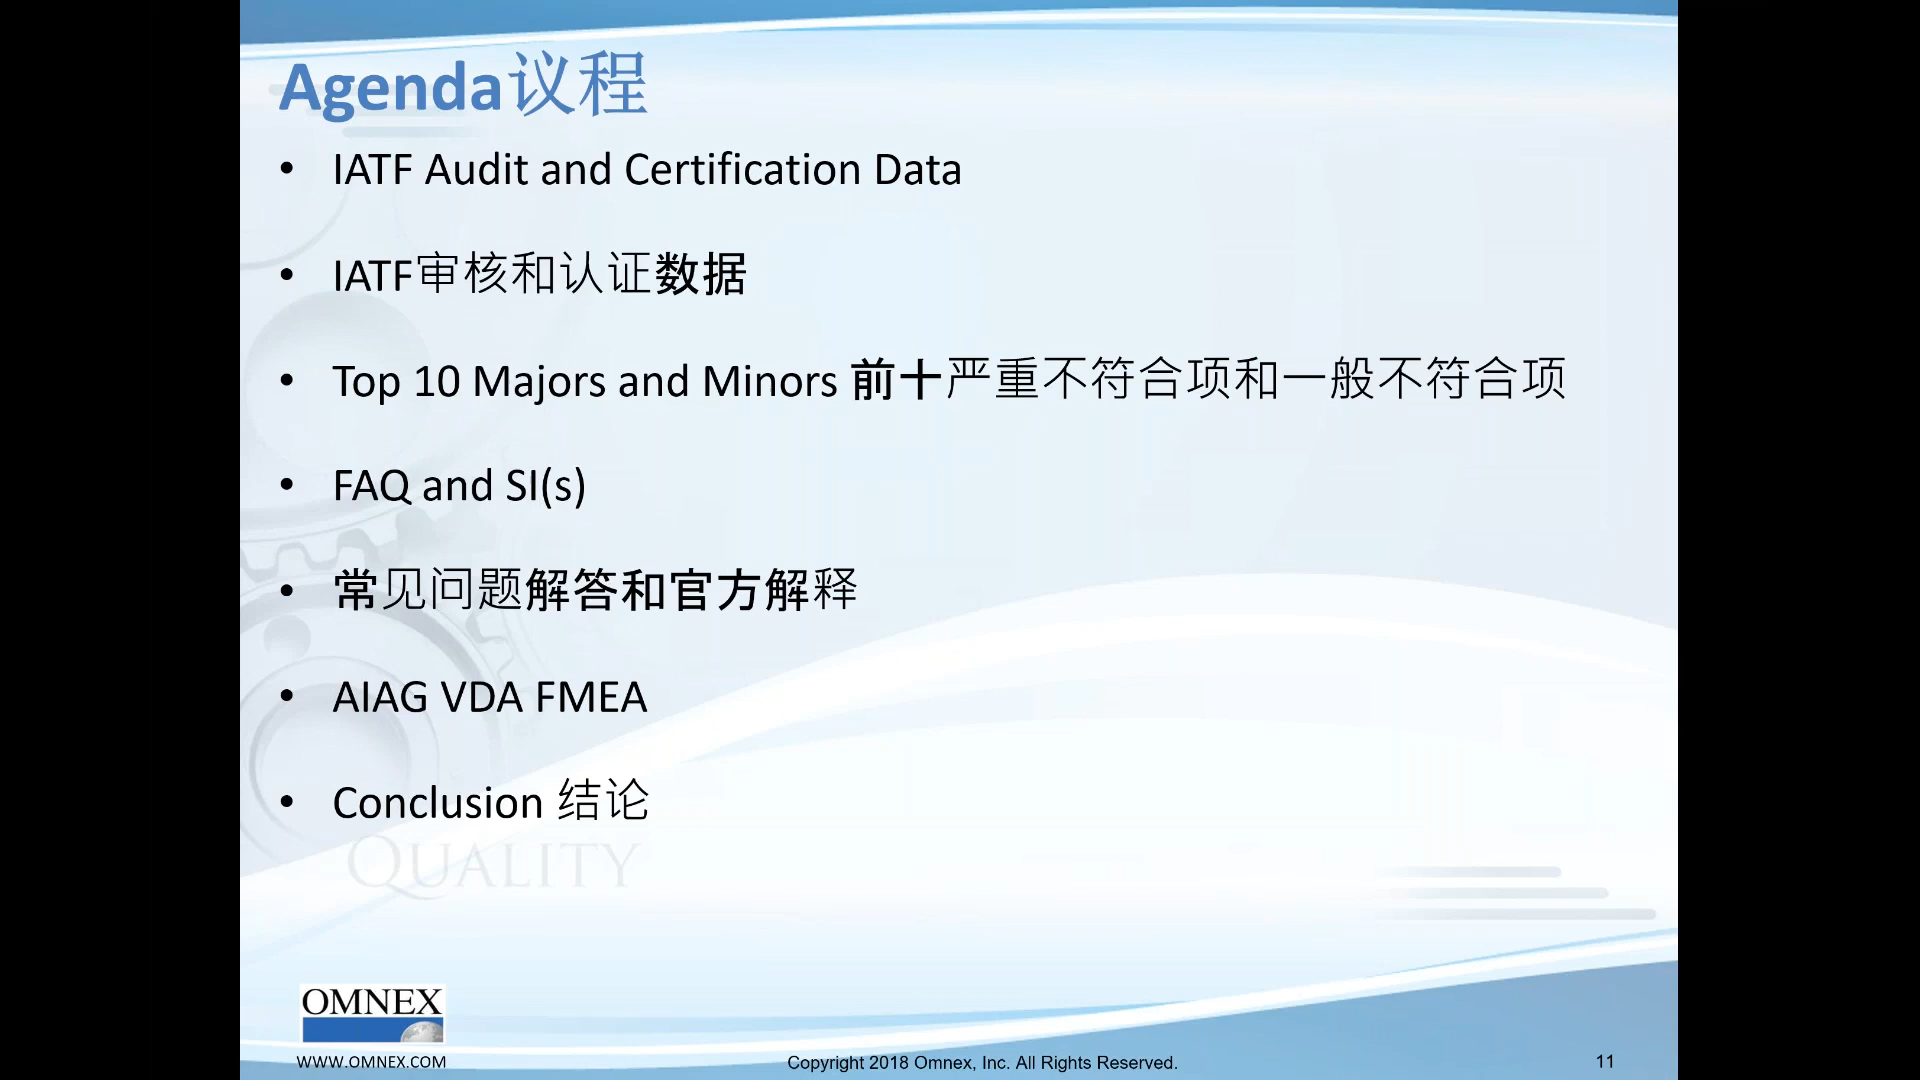 Agenda议程
• IATF Audit and Certification Data
• IATF审核和认证数据
• Top 10 Majors and Minors 前十严重不符合项和一般不符合项
• FAQ and SI(s)
• 常见问题解答和官方解释
• AIAG VDA FMEA
• Conclusion 结论
QUALITY
OMNEX
WWW.OMNEX.COM
Copyright 2018 Omnex, Inc. All Rights Reserved.
11